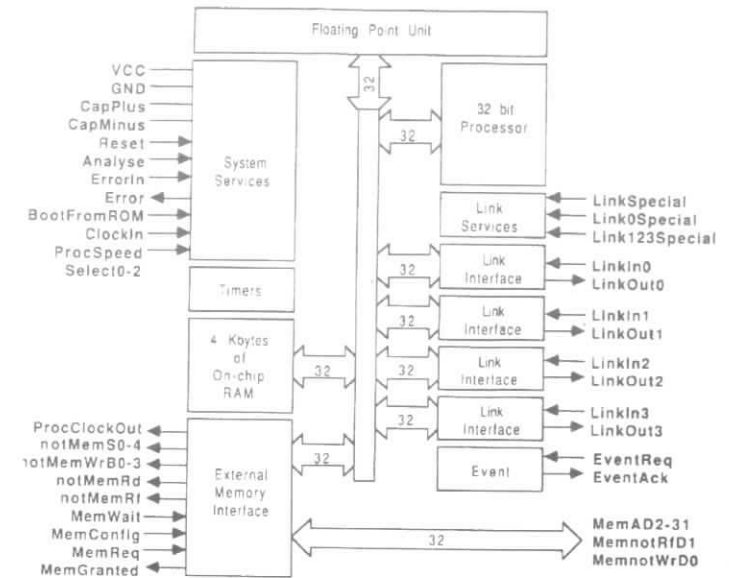 Floating Point Unit
32
VCC
GND
CapPlus
CapMinus
Reset
Analyse
ErrorIn
Error
BootFromROM
ClockIn
ProcSpeed
Select0-2
System
Services
32 bit
Processor
32
Link
Services
LinkSpecial
Link0Special
Link123Special
32
Link
Interface
LinkIn0
LinkOut0
Timers
32
Link
Interface
LinkIn1
LinkOut1
4 Kbytes
of
On-chip
RAM
32
32
Link
Interface
LinkIn2
LinkOut2
32
Link
Interface
LinkIn3
LinkOut3
ProcClockOut
notMemS0-4
notMemWrB0-3
notMemRd
notMemRf
MemWait
MemConfig
MemReq
MemGranted
External
Memory
Interface
32
Event
EventReq
EventAck
32
MemAD2-31
MemnotRfD1
MemnotWrD0